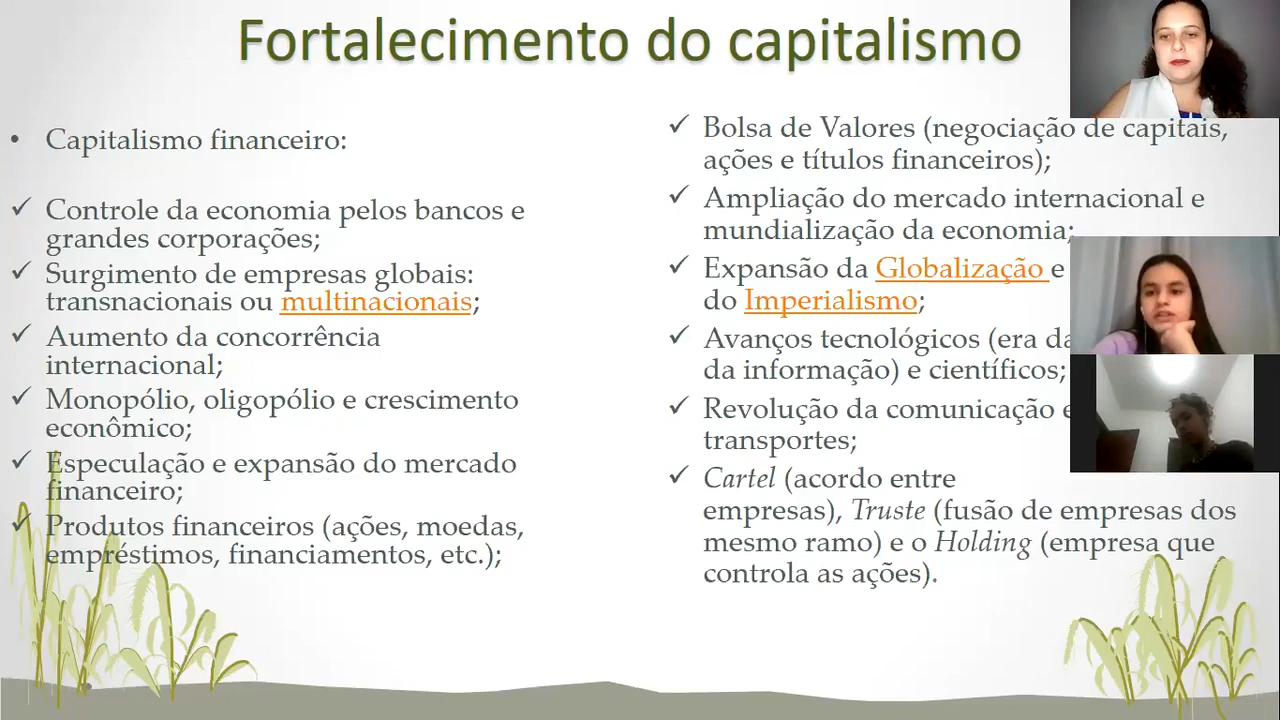 Fortalecimento do capitalismo
• Capitalismo financeiro:
✓ Controle da economia pelos bancos e
grandes corporações;
✓ Surgimento de empresas globais:
transnacionais ou multinacionais;
✓ Aumento da concorrência
internacional;
✓ Monopólio, oligopólio e crescimento
econômico;
✓ Especulação e expansão do mercado
financeiro;
✓ Produtos financeiros (ações, moedas,
empréstimos, financiamentos, etc.);
✓ Bolsa de Valores (negociação de capitais,
ações e títulos financeiros);
✓ Ampliação do mercado internacional e
mundialização da economia;
✓ Expansão da Globalização e
do Imperialismo;
✓ Avanços tecnológicos (era da
da informação) e científicos;
✓ Revolução da comunicação e
transportes;
✓ Cartel (acordo entre
empresas), Truste (fusão de empresas dos
mesmo ramo) e o Holding (empresa que
controla as ações).